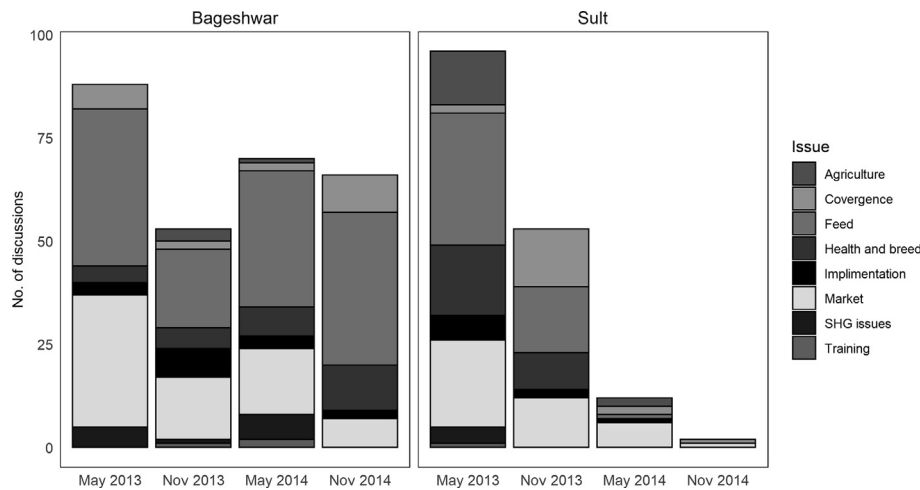 Bageshwar
Sult
100
75
50
25
0
No. of discussions
May 2013
Nov 2013
May 2014
Nov 2014
May 2013
Nov 2013
May 2014
Nov 2014
Issue
Agriculture
Covergence
Feed
Health and breed
Implimentation
Market
SHG issues
Training